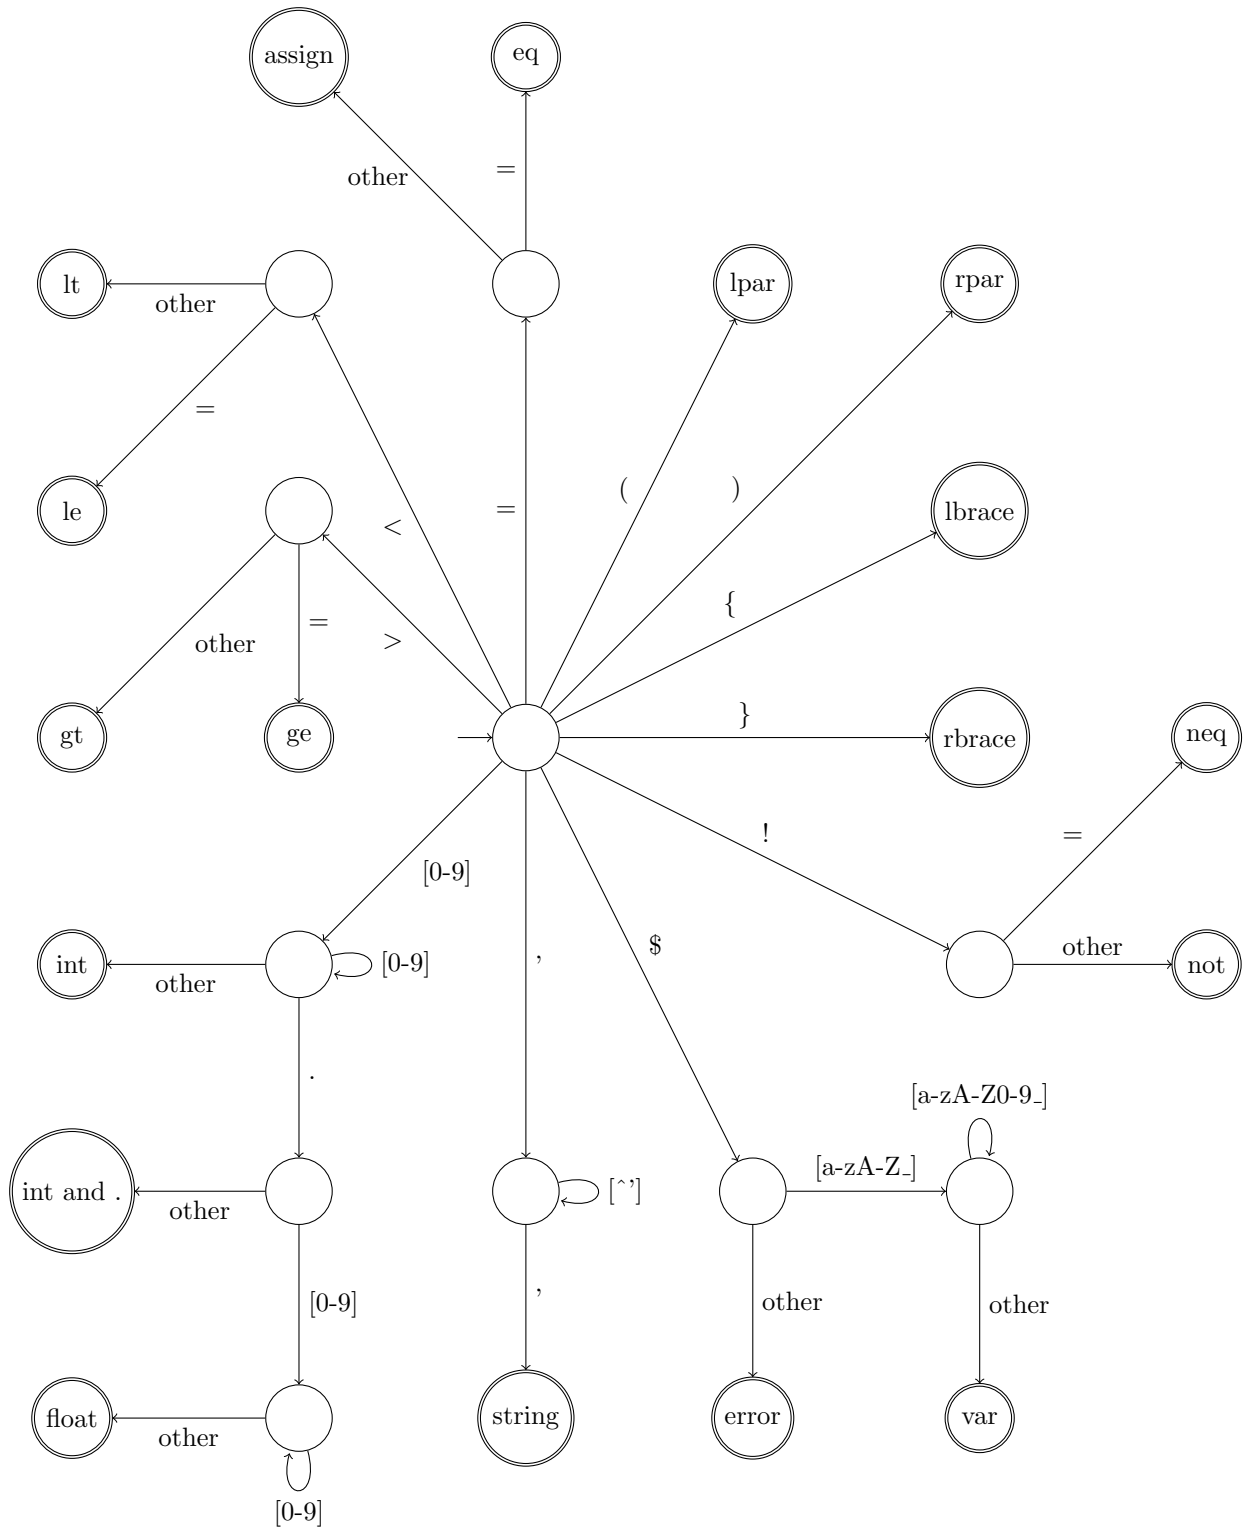 assign
eq
other
=
lt
other
lpar
rpar
=
le
<
=
(
)
lbrace
other
=
>
{
gt
ge
}
rbrace
neq
!
=
[0-9]
int
other
[0-9]
$
'
other
not
.
[a-zA-Z0-9_]
int and .
other
[^']
[a-zA-Z_]
[0-9]
'
other
other
float
other
string
error
var
[0-9]